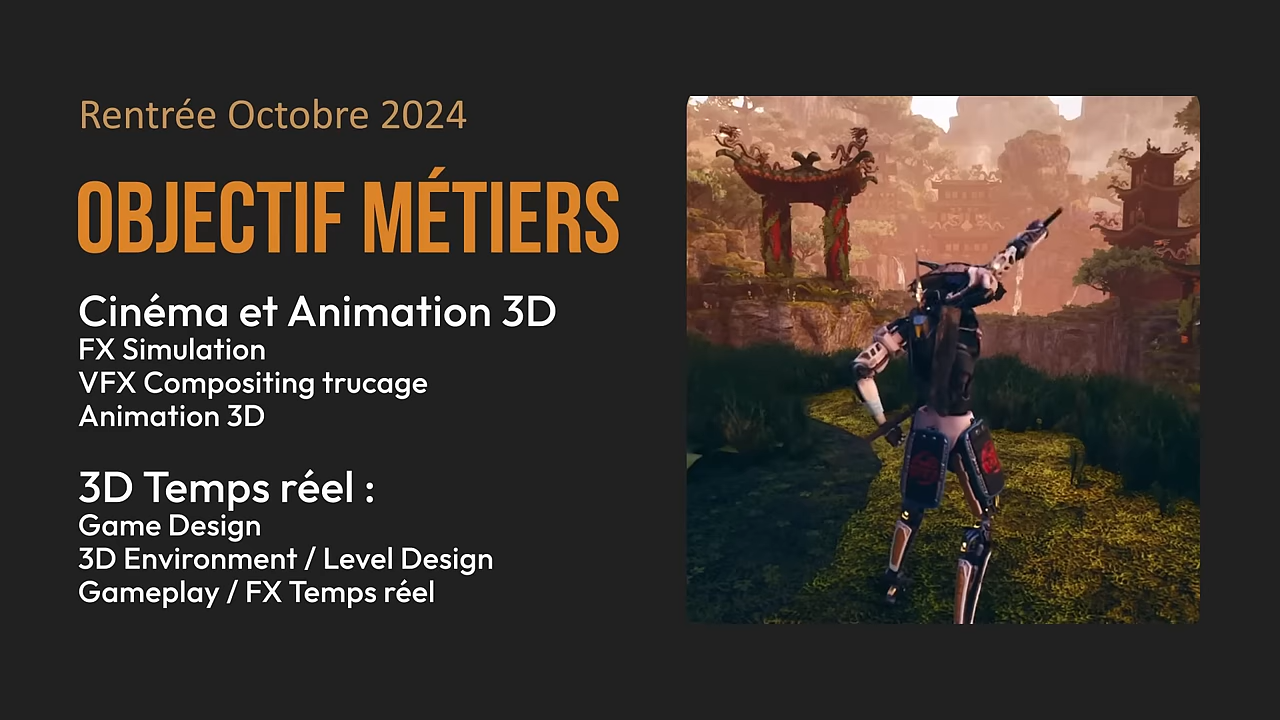 Rentrée Octobre 2024
OBJECTIF MÉTIERS
Cinéma et Animation 3D
FX Simulation
VFX Compositing trucage
Animation 3D
3D Temps réel :
Game Design
3D Environment / Level Design
Gameplay / FX Temps réel